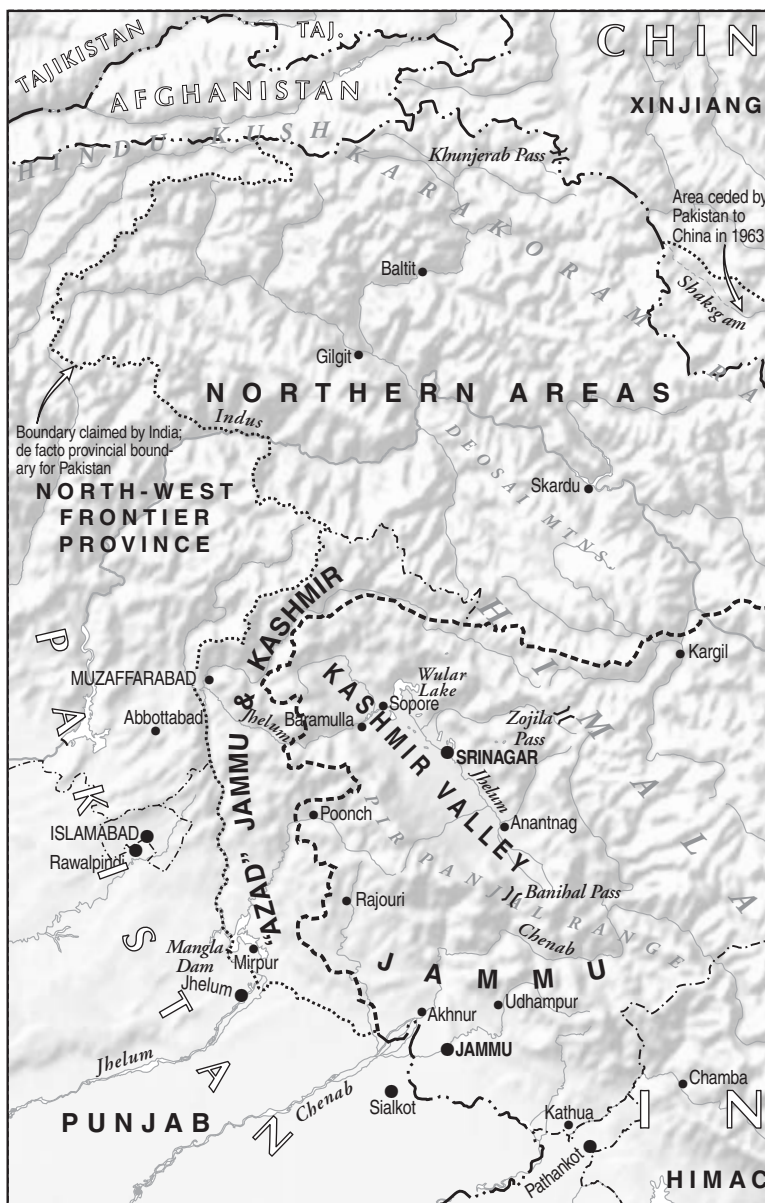 TAJIKISTAN
TAJ.
CHIN
AFGHANISTAN
XINJIANG
HINDU KUSH
Khunjerab Pass
KARAKORAM RA
Area ceded by
Pakistan to
China in 1963
Baltit
Shaksgam
Gilgit
NORTHERN AREAS
Indus
Boundary claimed by India;
de facto provincial bound-
ary for Pakistan
DEOSAI MTNS.
Skardu
NORTH-WEST
FRONTIER
PROVINCE
"AZAD" JAMMU & KASHMIR
HIMALA
PAKISTAN
Kargil
MUZAFFARABAD
Wular
Lake
KASHMIR VALLEY
Sopore
Jhelum
Baramulla
Zojila
Pass
Abbottabad
SRINAGAR
Jhelum
Poonch
Anantnag
ISLAMABAD
Rawalpindi
PIR PANJAL RANGE
Banihal Pass
Rajouri
Chenab
Mangla
Dam
Mirpur
JAMMU
Jhelum
Udhampur
Akhnur
JAMMU
Jhelum
Chamba
Chenab
Sialkot
PUNJAB
Kathua
IN
Pathankot
HIMAC